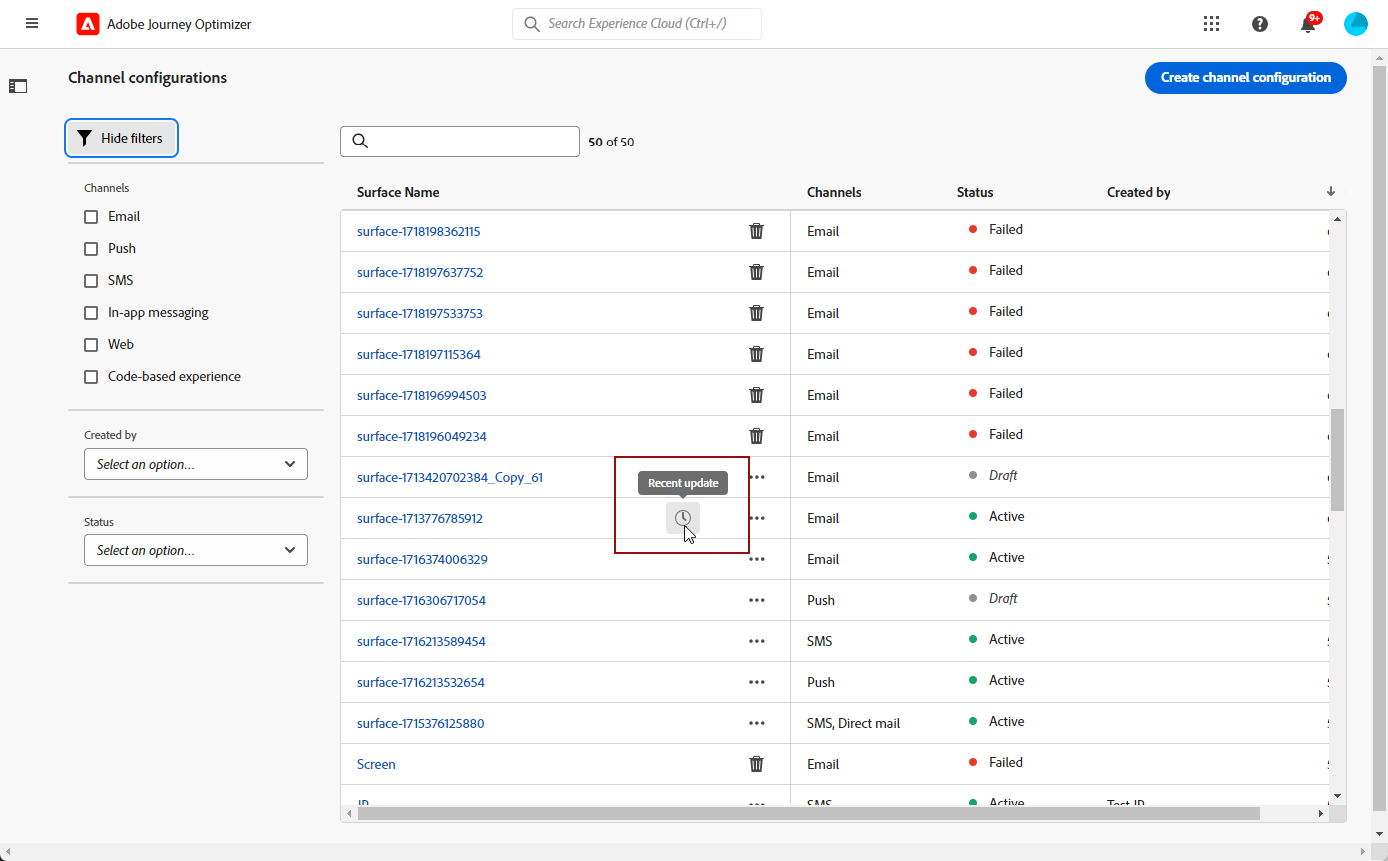 Adobe Journey Optimizer
Search Experience Cloud (Ctrl+/)
9+
Channel configurations
Create channel configuration
Hide filters
50 of 50
Channels
Email
Push
SMS
In-app messaging
Web
Code-based experience
Created by
Select an option...
Status
Select an option...
Surface Name Channels Status Created by
surface-1718198362115 Email Failed
surface-1718197637752 Email Failed
surface-1718197533753 Email Failed
surface-1718197115364 Email Failed
surface-1718196994503 Email Failed
surface-1718196049234 Email Failed
surface-1713420702384_Copy_61 Email Draft
Recent update
surface-1713776785912 Email Active
surface-1716374006329 Email Active
surface-1716306717054 Push Draft
surface-1716213589454 SMS Active
surface-1716213532654 Push Active
surface-1715376125880 SMS, Direct mail Active
Screen Email Failed
SMS Active